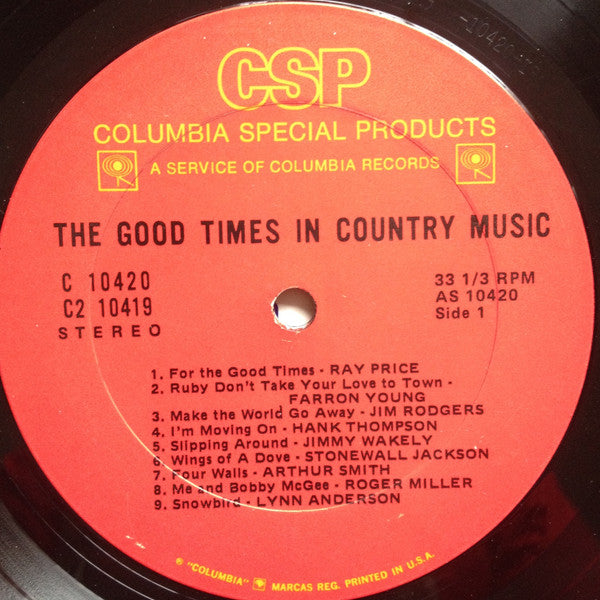 CSP
COLUMBIA SPECIAL PRODUCTS
A SERVICE OF COLUMBIA RECORDS
THE GOOD TIMES IN COUNTRY MUSIC
C 10420
C2 10419
STEREO
33 1/3 RPM
AS 10420
Side 1
1. For the Good Times - RAY PRICE
2. Ruby Don't Take Your Love to Town -
FARRON YOUNG
3. Make the World Go Away - JIM RODGERS
4. I'm Moving On - HANK THOMPSON
5. Slipping Around - JIMMY WAKELY
6. Wings of A Dove - STONEWALL JACKSON
7. Four Walls - ARTHUR SMITH
8. Me and Bobby McGee - ROGER MILLER
9. Snowbird - LYNN ANDERSON
® "COLUMBIA" MARCAS REG. PRINTED IN U.S.A.